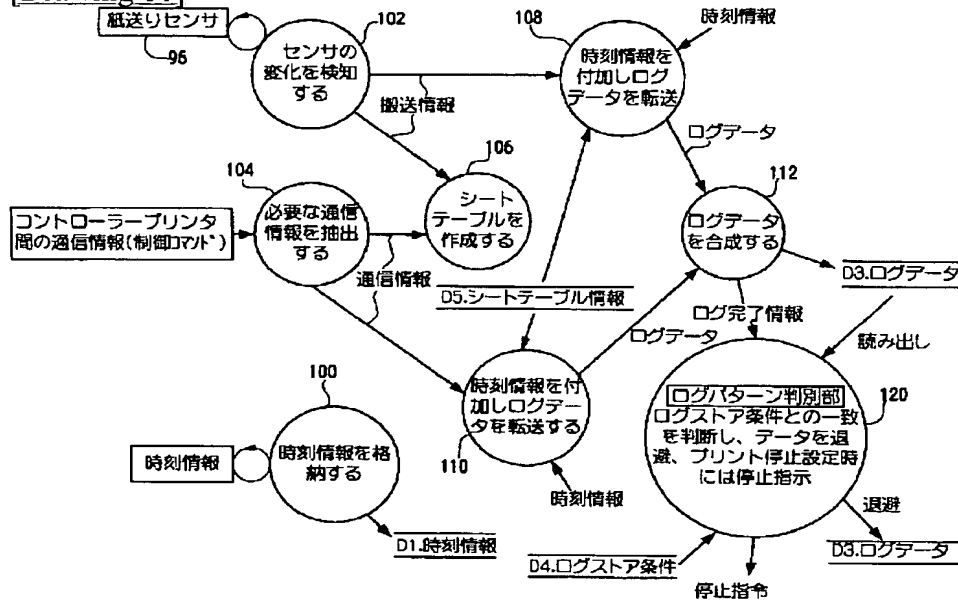 紙送りセンサ
96
102
センサの
変化を検知
する
108
時刻情報
時刻情報を
付加しログ
データを転送
搬送情報
ログデータ
104
106
112
コントローラープリンタ
間の通信情報(制御コマンド)
必要な通信
情報を抽出
する
シート
テーブルを
作成する
ログデータ
を合成する
通信情報
D5.シートテーブル情報
D3.ログデータ
ログ完了情報
ログデータ
読み出し
100
時刻情報
時刻情報を格
納する
D1.時刻情報
時刻情報を付
加しログデー
タを転送する
110
時刻情報
ログパターン判別部
ログストア条件との一致
を判断し、データを退
避、プリント停止設定時
には停止指示
120
退避
D3.ログデータ
D4.ログストア条件
停止指令